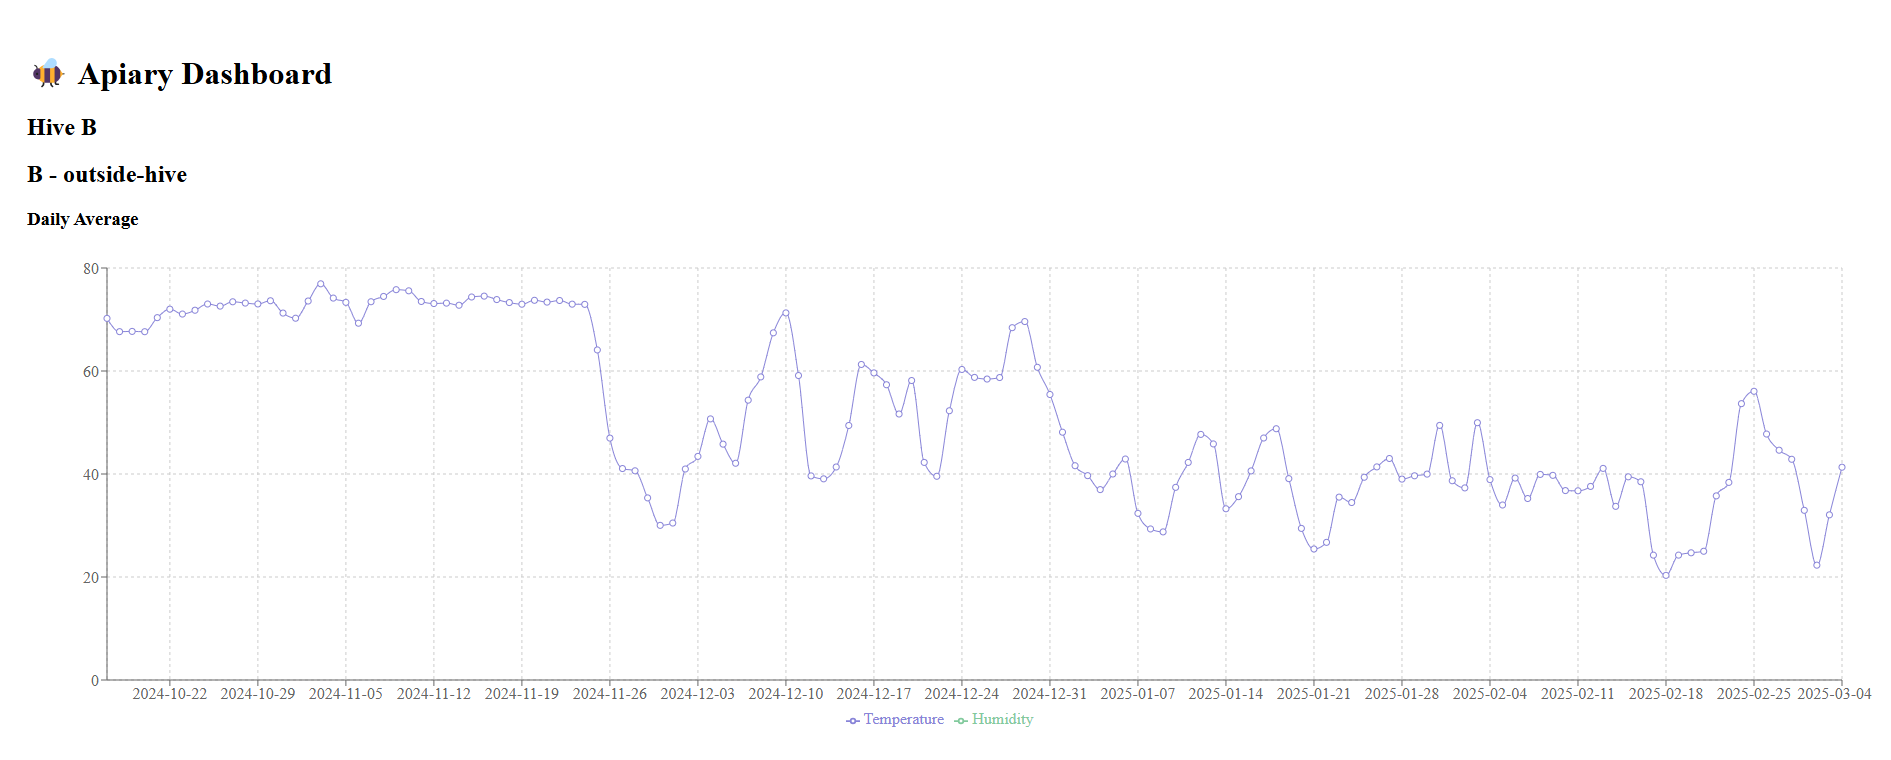 Apiary Dashboard
Hive B
B - outside-hive
Daily Average
80
60
40
20
0
2024-10-22 2024-10-29 2024-11-05 2024-11-12 2024-11-19 2024-11-26 2024-12-03 2024-12-10 2024-12-17 2024-12-24 2024-12-31 2025-01-07 2025-01-14 2025-01-21 2025-01-28 2025-02-04 2025-02-11 2025-02-18 2025-02-25 2025-03-04
Temperature Humidity